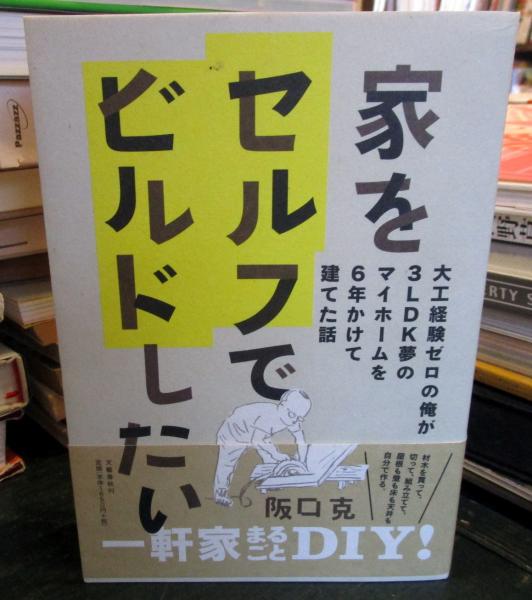 家を
セルフで
ビルドしたい
大工経験ゼロの俺が
3LDK夢の
マイホームを
6年かけて
建てた話
阪口克
材木を買って、
切って、組み立てて、
屋根も壁も床も天井も
自分で作る。
一軒家まるごとDIY!
文藝春秋刊
Pazzazz